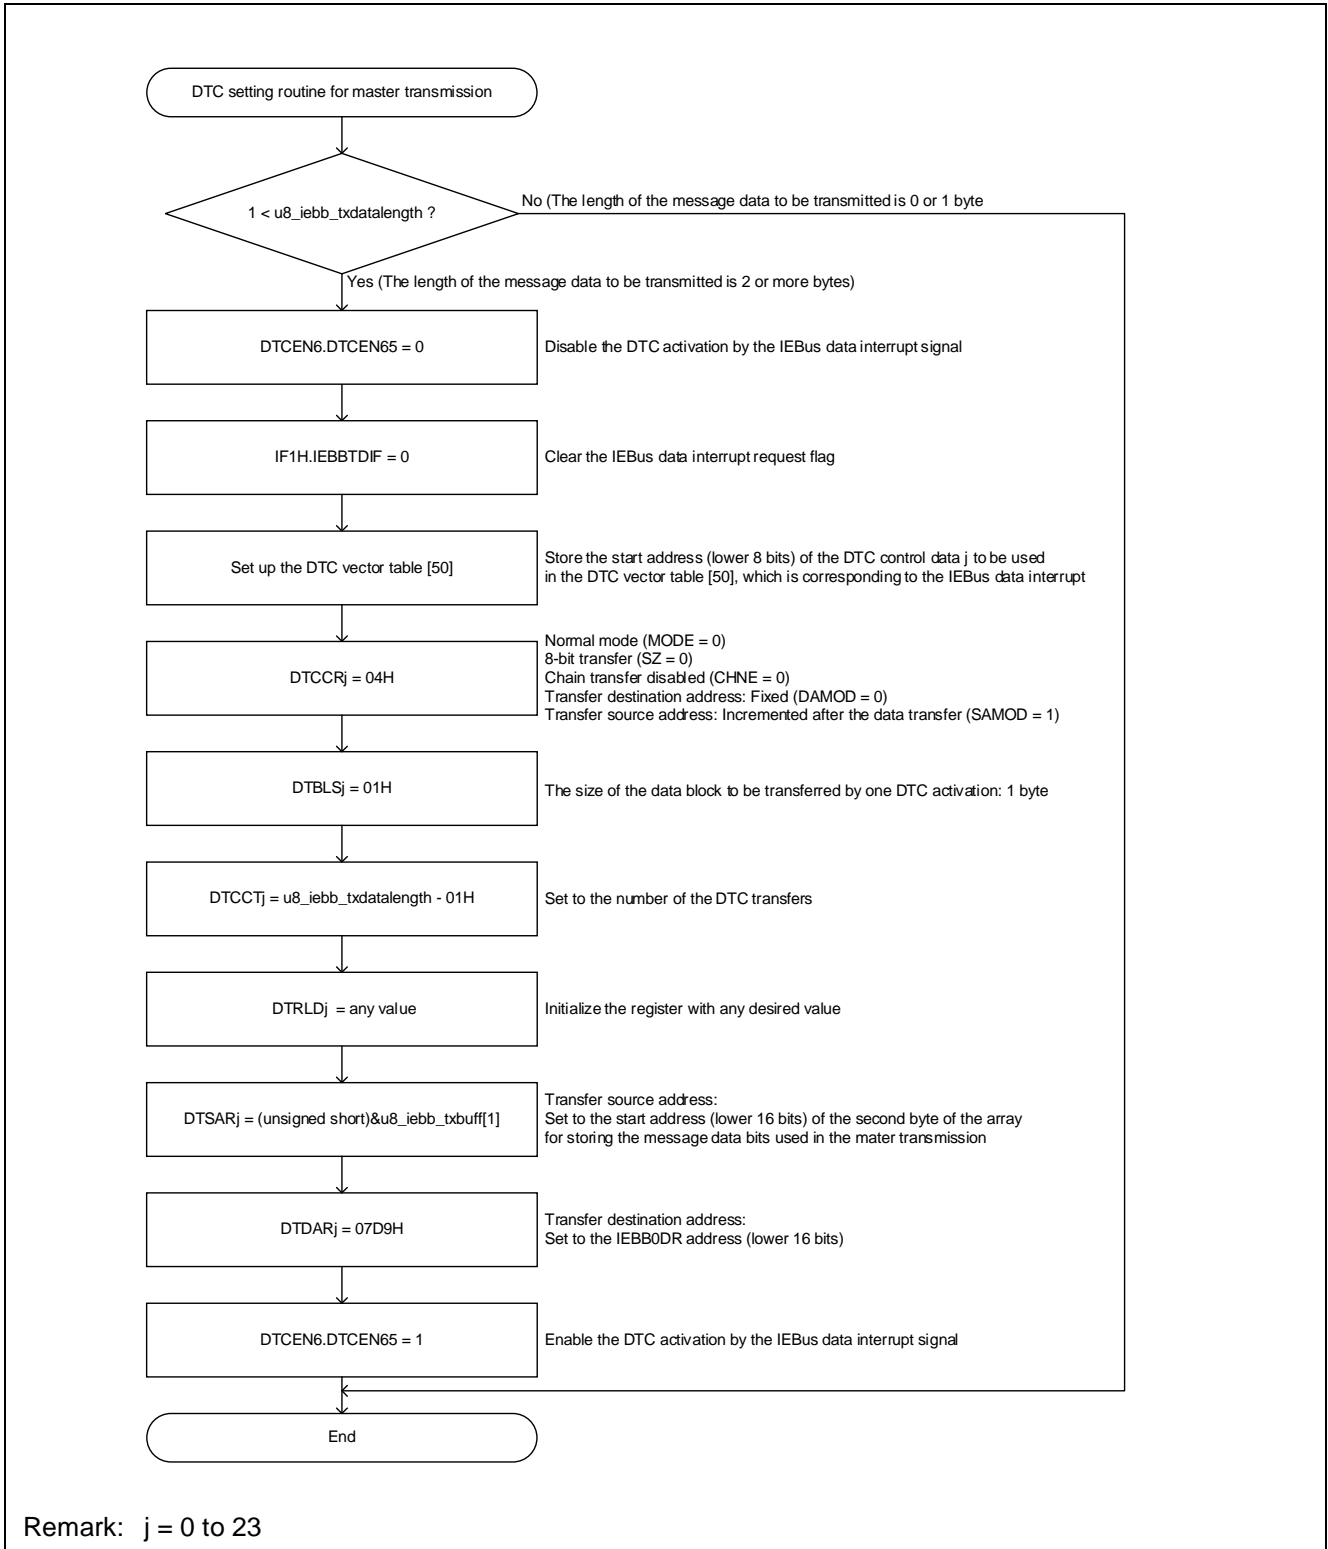 DTC setting routine for master transmission
1 < u8_iebb_txdatalength ?
No (The length of the message data to be transmitted is 0 or 1 byte
Yes (The length of the message data to be transmitted is 2 or more bytes)
DTCEN6.DTCEN65 = 0
Disable the DTC activation by the IEBus data interrupt signal
IF1H.IEBBTDIF = 0
Clear the IEBus data interrupt request flag
Set up the DTC vector table [50]
Store the start address (lower 8 bits) of the DTC control data j to be used
in the DTC vector table [50], which is corresponding to the IEBus data interrupt
DTCCRj = 04H
Normal mode (MODE = 0)
8-bit transfer (SZ = 0)
Chain transfer disabled (CHNE = 0)
Transfer destination address: Fixed (DAMOD = 0)
Transfer source address: Incremented after the data transfer (SAMOD = 1)
DTBLSj = 01H
The size of the data block to be transferred by one DTC activation: 1 byte
DTCCTj = u8_iebb_txdatalength - 01H
Set to the number of the DTC transfers
DTRLDj = any value
Initialize the register with any desired value
DTSARj = (unsigned short)&u8_iebb_txbuff[1]
Transfer source address:
Set to the start address (lower 16 bits) of the second byte of the array
for storing the message data bits used in the mater transmission
DTDARj = 07D9H
Transfer destination address:
Set to the IEBB0DR address (lower 16 bits)
DTCEN6.DTCEN65 = 1
Enable the DTC activation by the IEBus data interrupt signal
End
Remark: j = 0 to 23